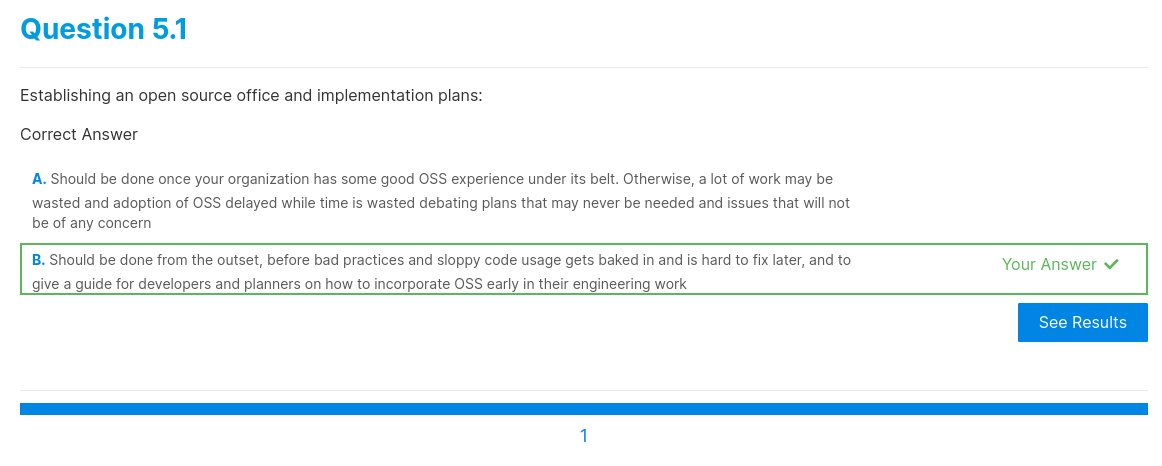 Question 5.1
Establishing an open source office and implementation plans:
Correct Answer
A. Should be done once your organization has some good OSS experience under its belt. Otherwise, a lot of work may be
wasted and adoption of OSS delayed while time is wasted debating plans that may never be needed and issues that will not
be of any concern
B. Should be done from the outset, before bad practices and sloppy code usage gets baked in and is hard to fix later, and to
give a guide for developers and planners on how to incorporate OSS early in their engineering work
Your Answer
See Results
1